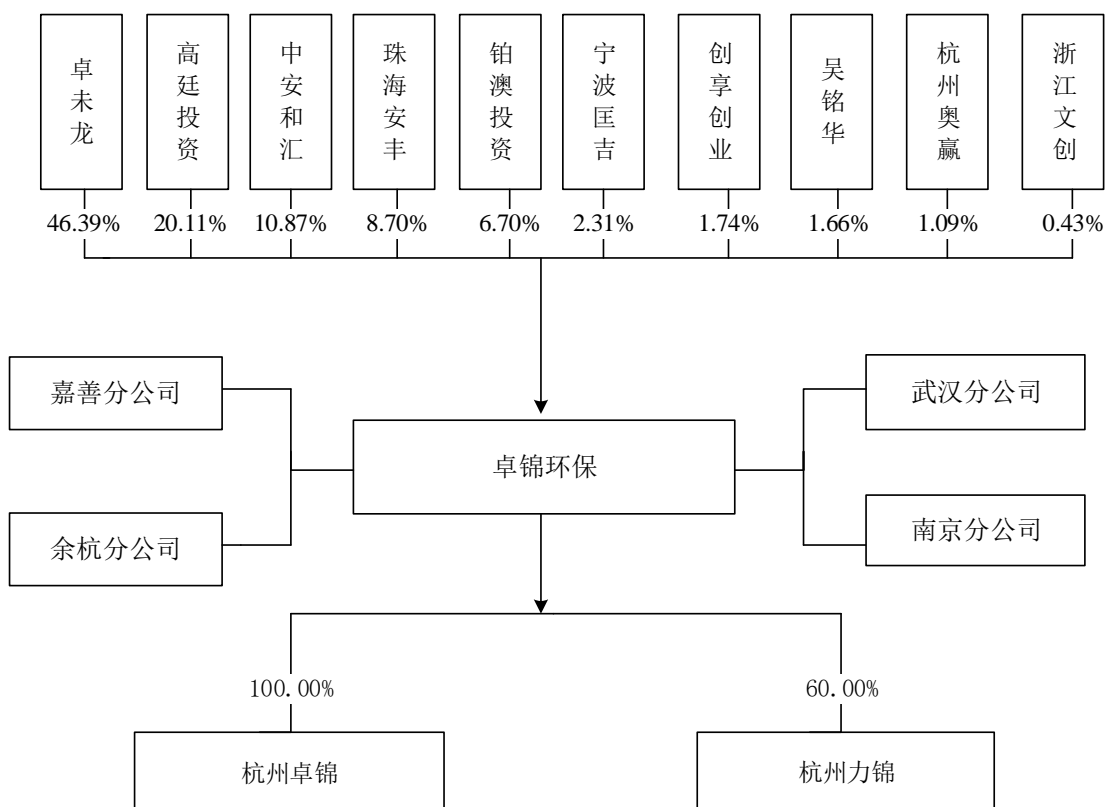 卓未龙
高廷投资
中安和汇
珠海安丰
铂澳投资
宁波匡吉
创享创业
吴铭华
杭州奥赢
浙江文创
46.39%
20.11%
10.87%
8.70%
6.70%
2.31%
1.74%
1.66%
1.09%
0.43%
嘉善分公司
武汉分公司
卓锦环保
余杭分公司
南京分公司
100.00%
60.00%
杭州卓锦
杭州力锦